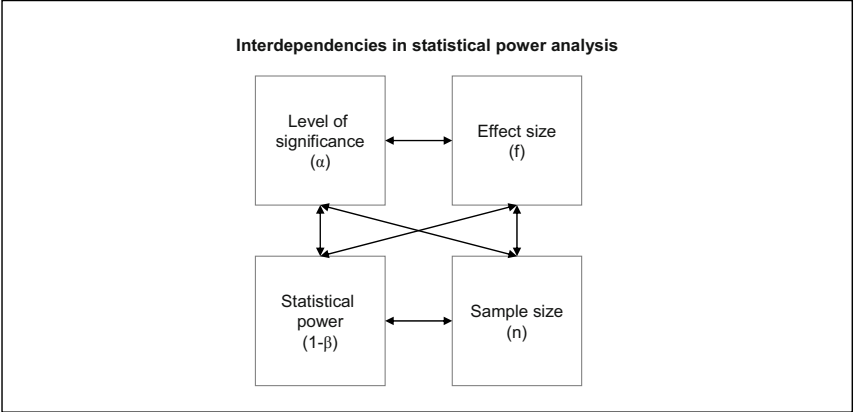 Interdependencies in statistical power analysis
Level of
significance
(α)
Effect size
(f)
Statistical
power
(1-β)
Sample size
(n)